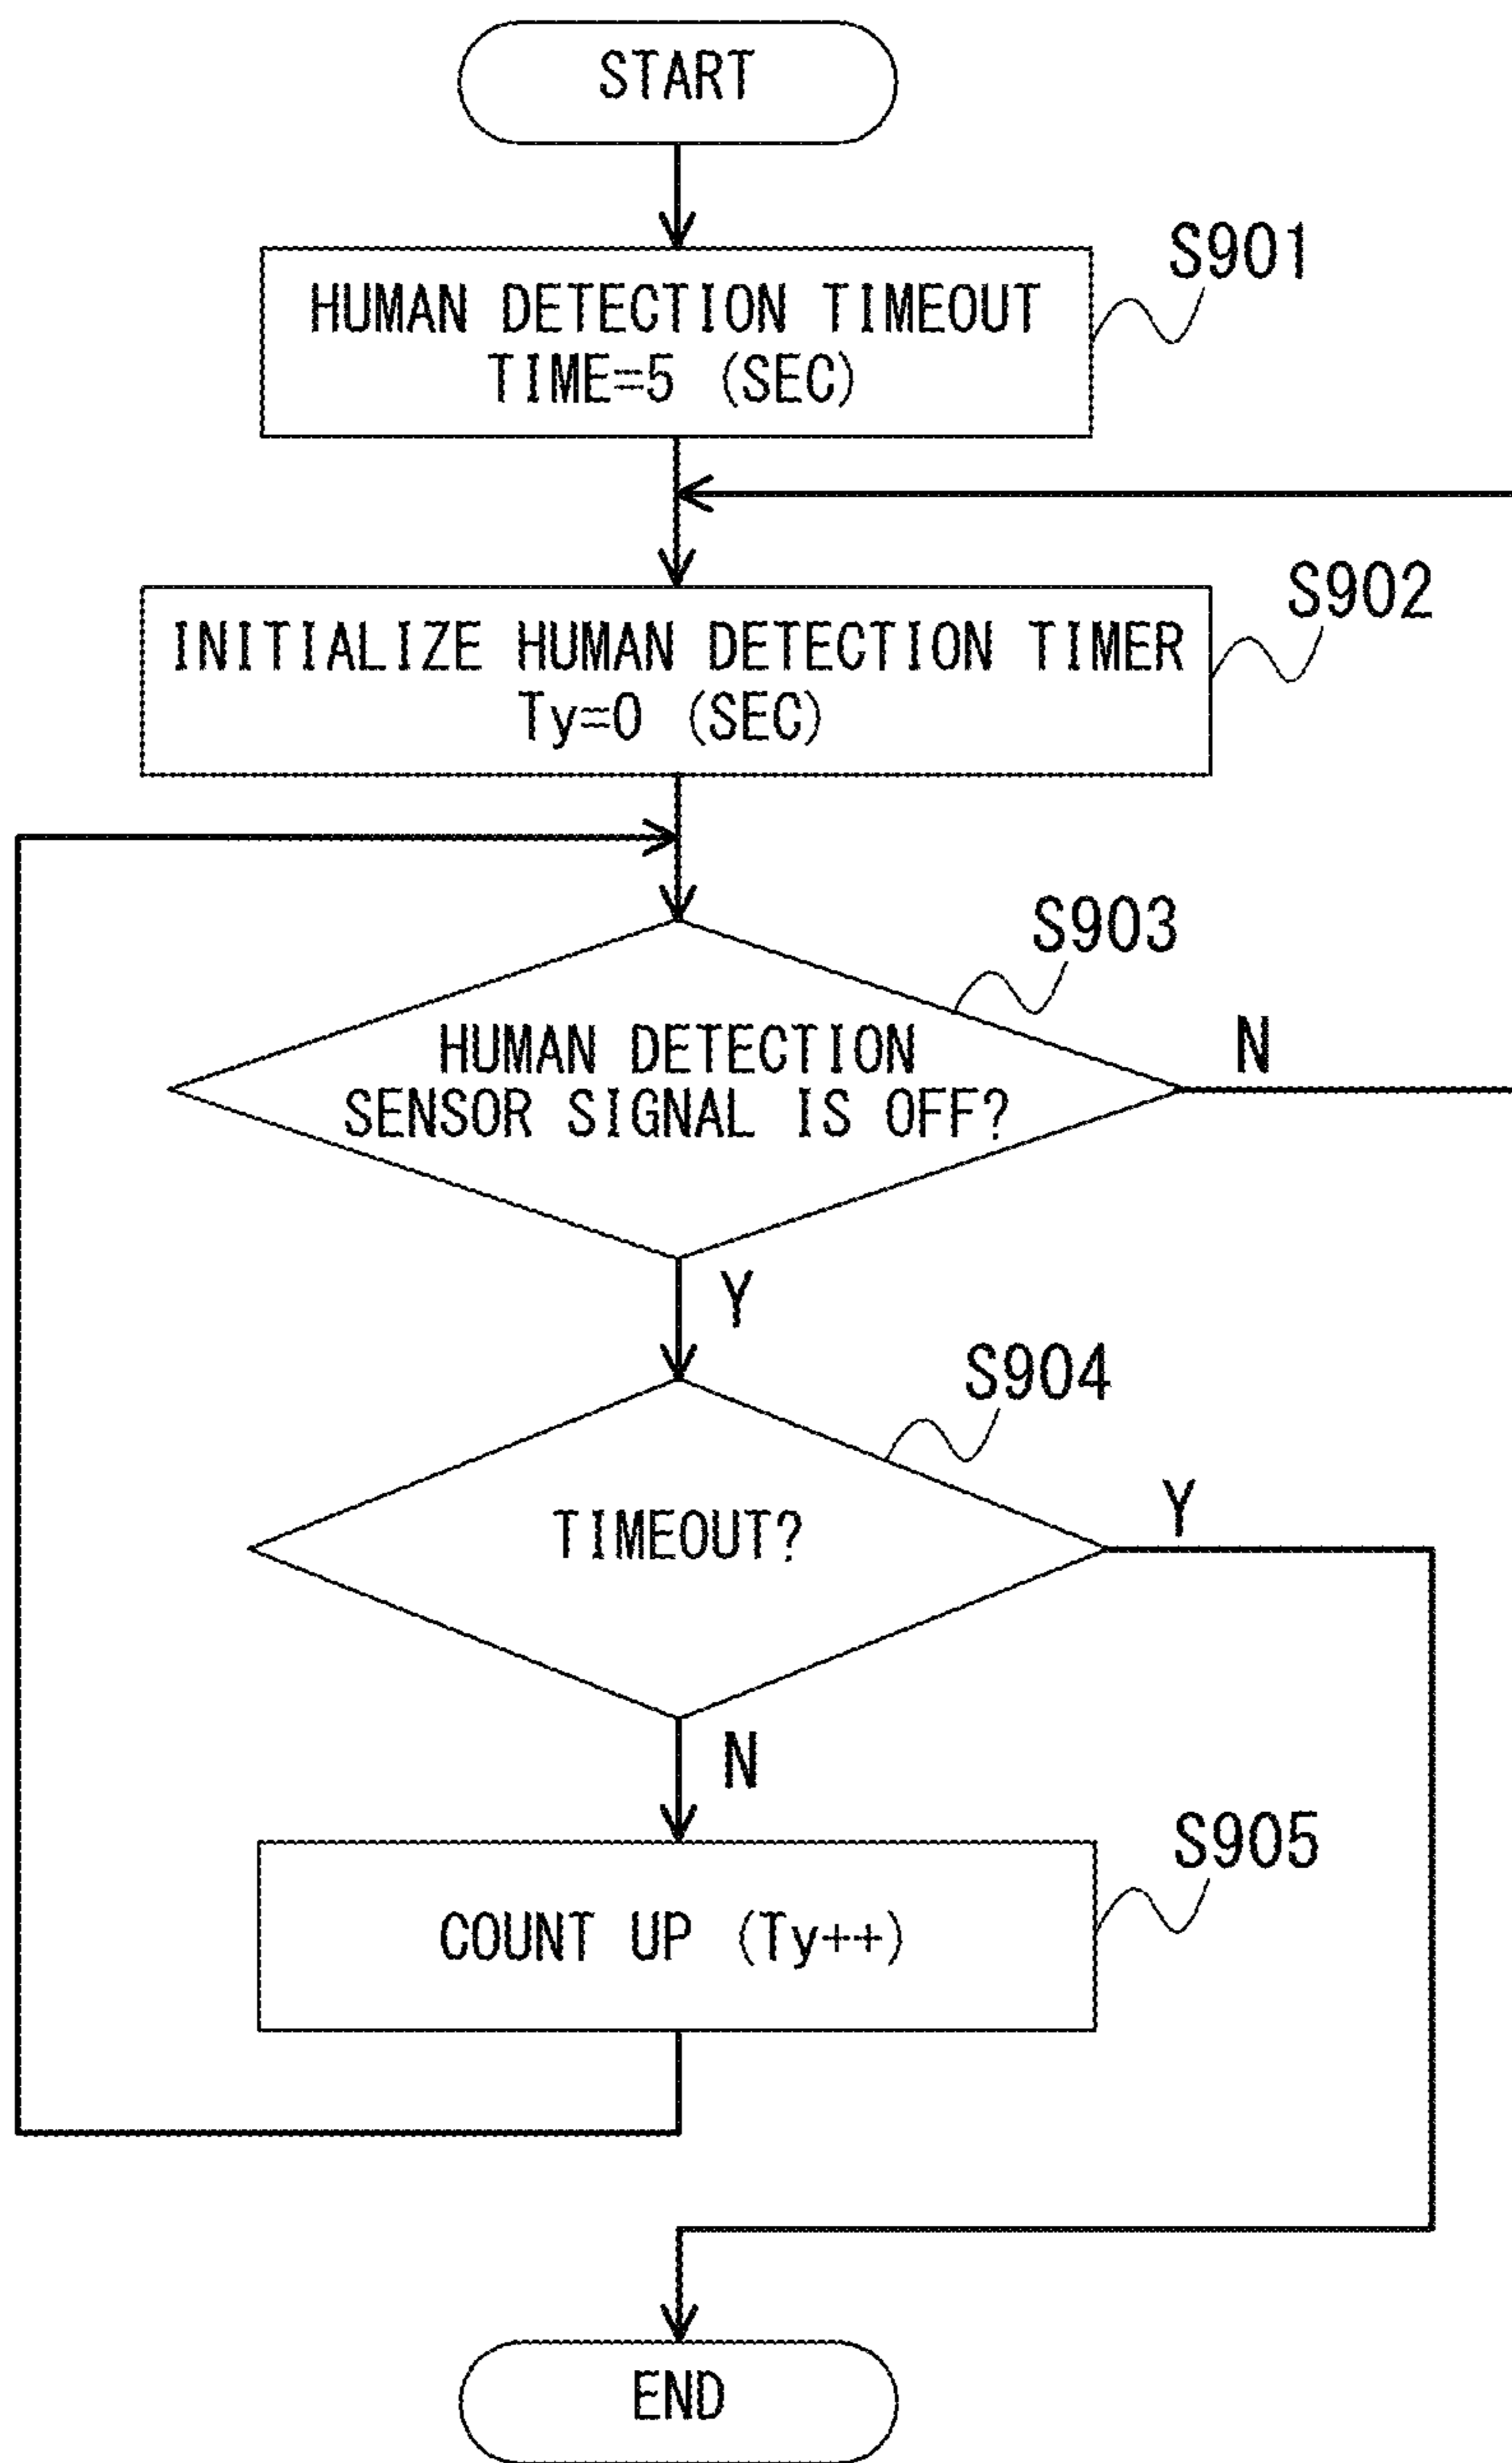 START
S901
HUMAN DETECTION TIMEOUT
TIME=5 (SEC)
S902
INITIALIZE HUMAN DETECTION TIMER
Ty=0 (SEC)
S903
HUMAN DETECTION
SENSOR SIGNAL IS OFF?
N
Y
S904
TIMEOUT?
Y
N
S905
COUNT UP (Ty++)
END